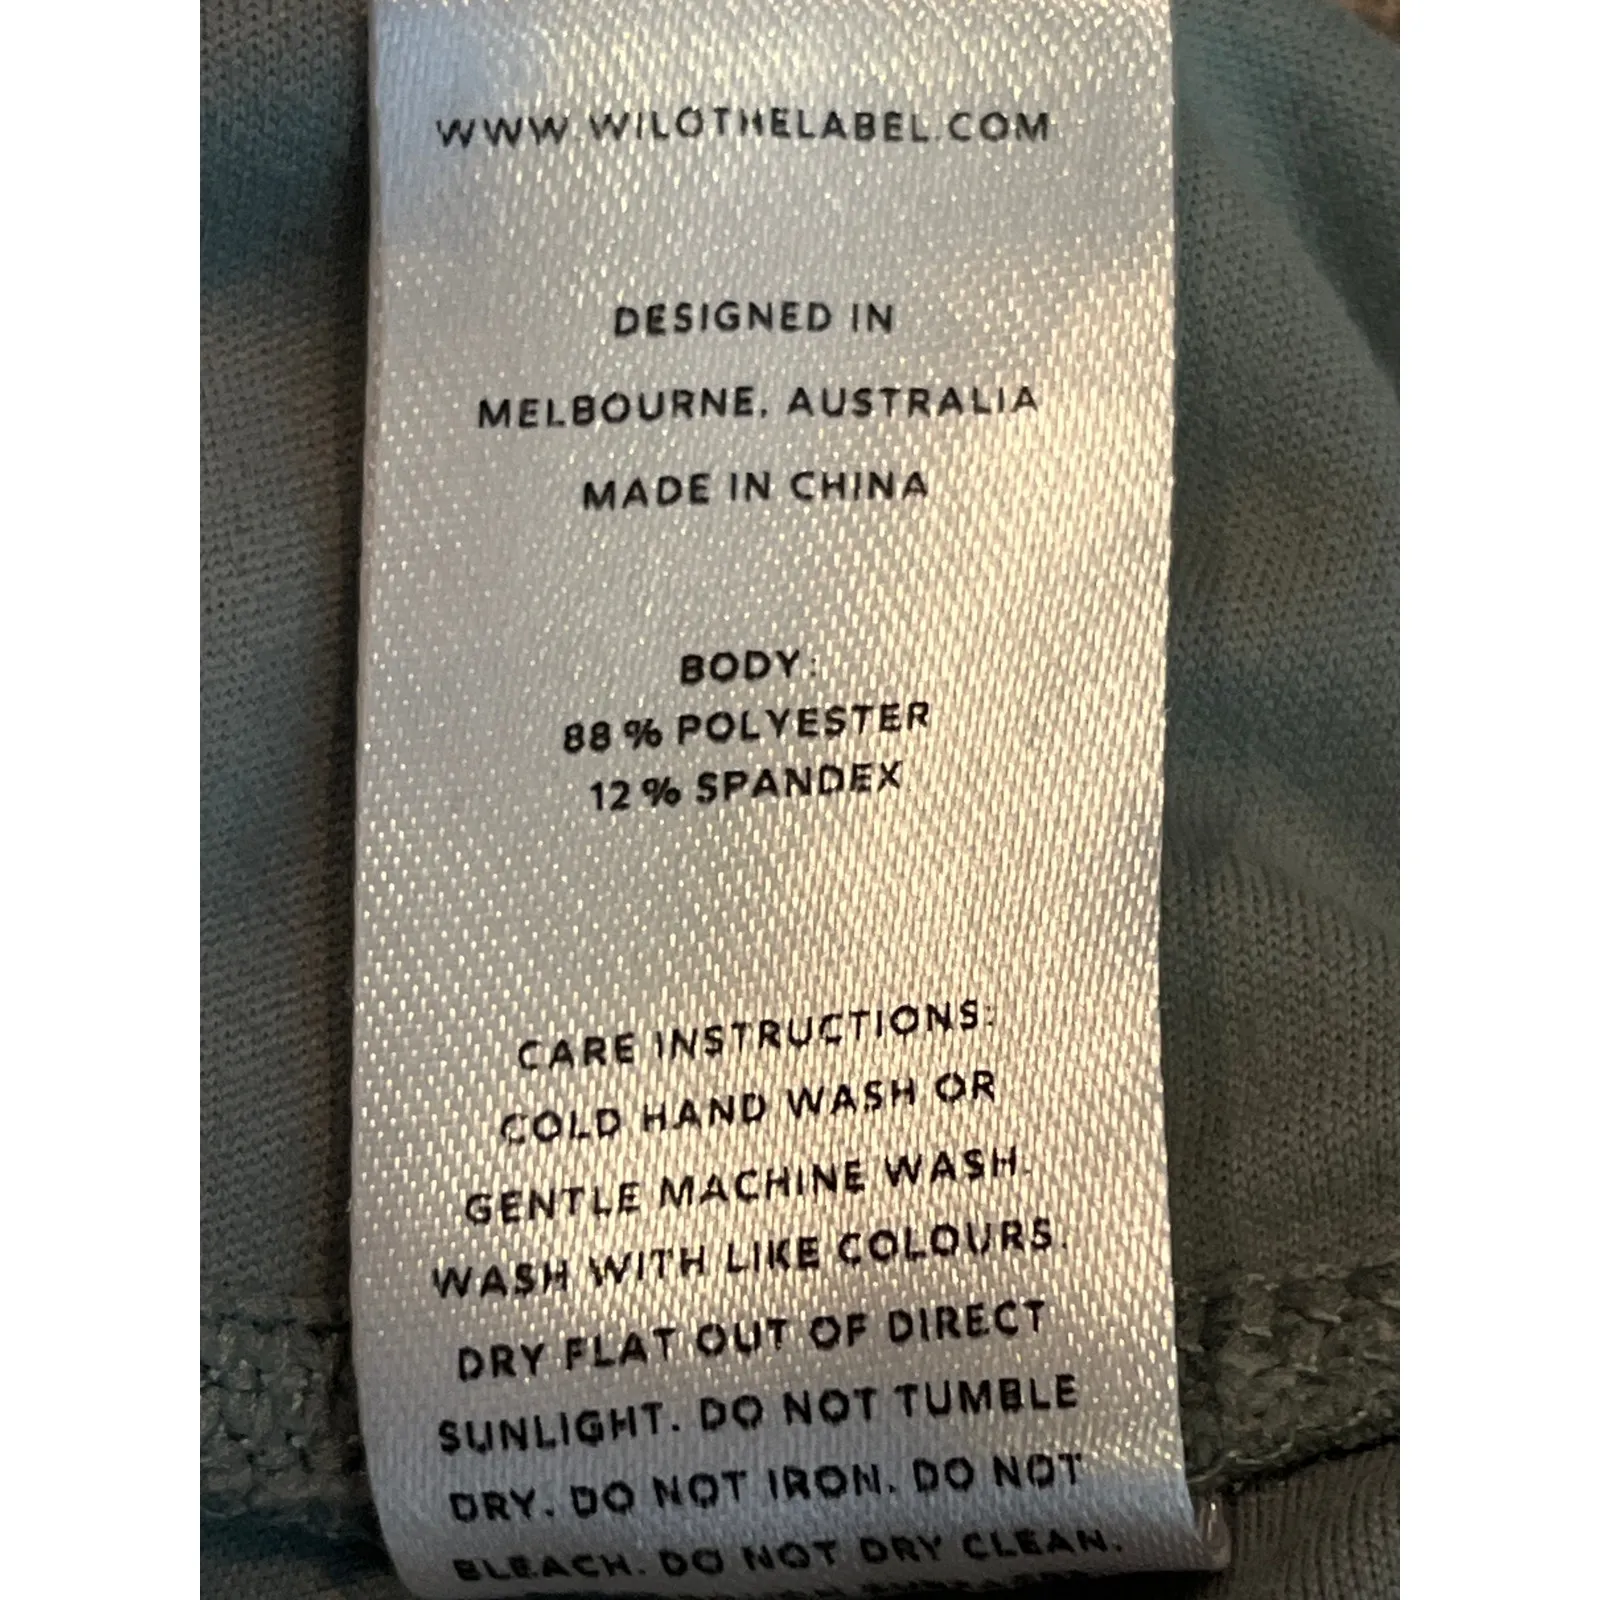 WWW.WILOTHELABEL.COM
DESIGNED IN
MELBOURNE, AUSTRALIA
MADE IN CHINA
BODY:
88% POLYESTER
12% SPANDEX
CARE INSTRUCTIONS:
COLD HAND WASH OR
GENTLE MACHINE WASH.
WASH WITH LIKE COLOURS.
DRY FLAT OUT OF DIRECT
SUNLIGHT. DO NOT TUMBLE
DRY. DO NOT IRON. DO NOT
BLEACH. DO NOT DRY CLEAN.